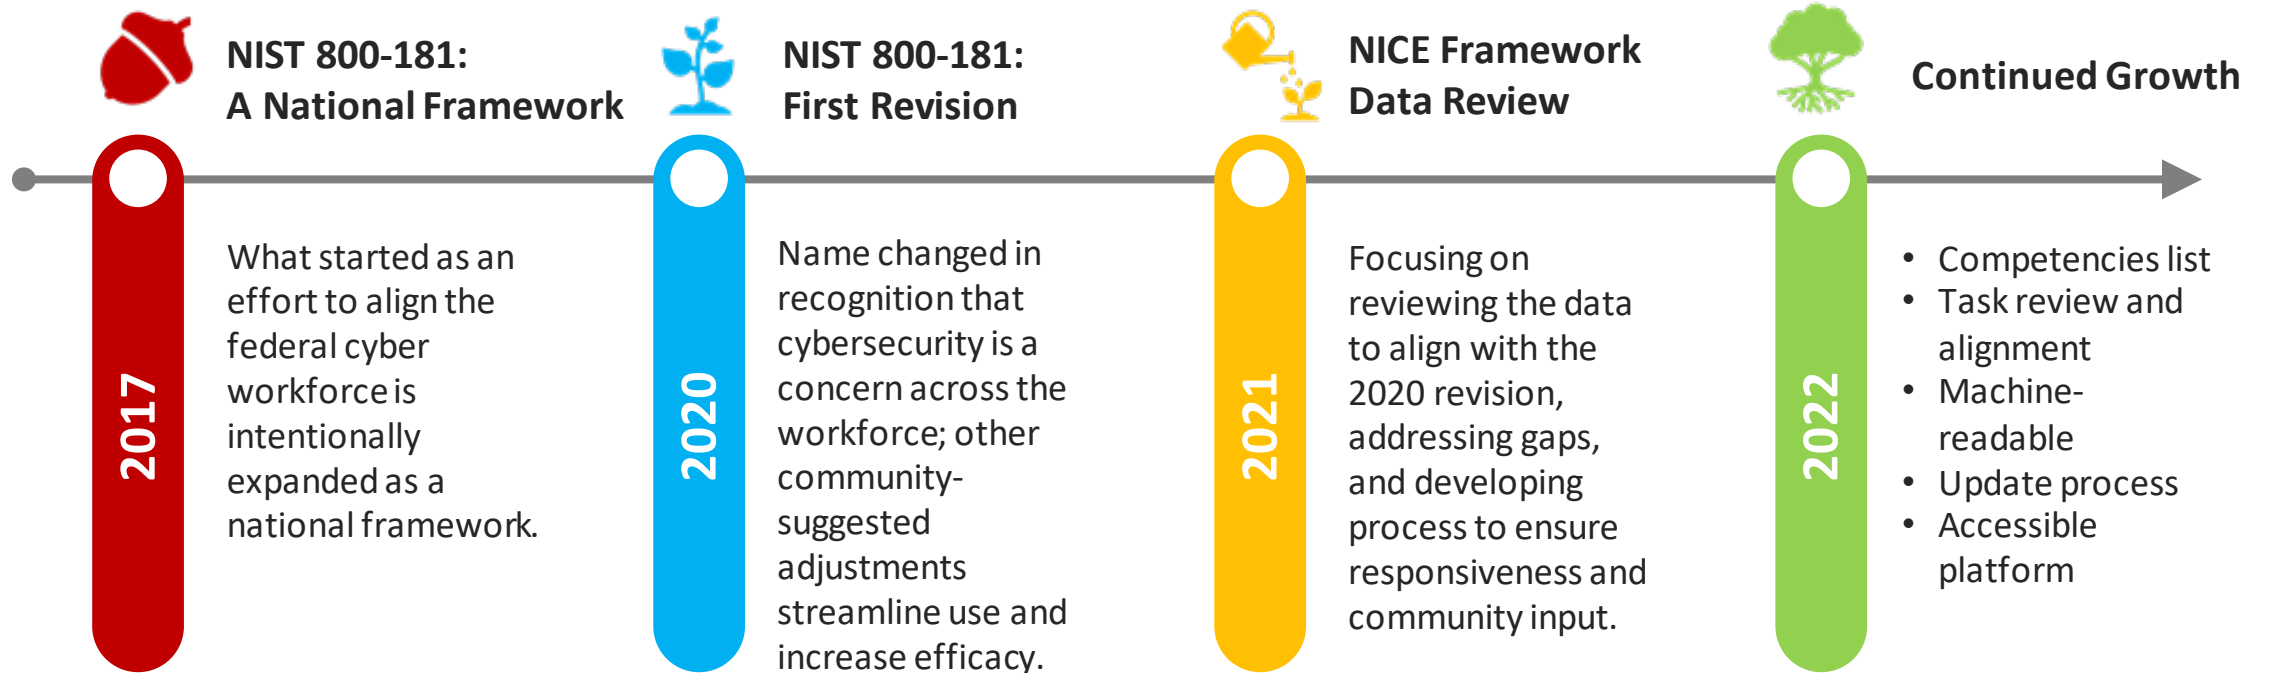 NIST 800-181:
A National Framework
2017
What started as an
effort to align the
federal cyber
workforce is
intentionally
expanded as a
national framework.
NIST 800-181:
First Revision
2020
Name changed in
recognition that
cybersecurity is a
concern across the
workforce; other
community-
suggested
adjustments
streamline use and
increase efficacy.
NICE Framework
Data Review
2021
Focusing on
reviewing the data
to align with the
2020 revision,
addressing gaps,
and developing
process to ensure
responsiveness and
community input.
Continued Growth
2022
• Competencies list
• Task review and
alignment
• Machine-
readable
• Update process
• Accessible
platform